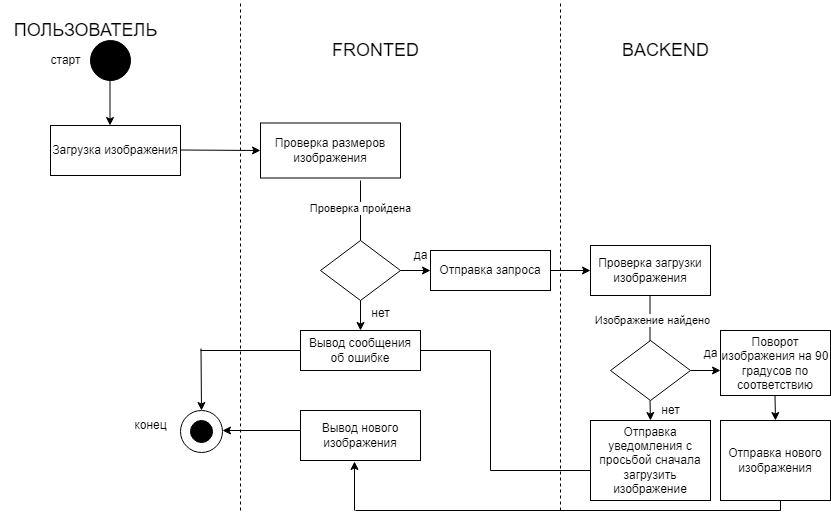 ПОЛЬЗОВАТЕЛЬ
FRONTED
BACKEND
старт
Загрузка изображения
Проверка размеров
изображения
Проверка пройдена
да
Отправка запроса
Проверка загрузки
изображения
нет
Изображение найдено
Вывод сообщения
об ошибке
да
Поворот
изображения на 90
градусов по
соответствию
нет
конец
Вывод нового
изображения
Отправка
уведомления с
просьбой сначала
загрузить
изображение
Отправка нового
изображения